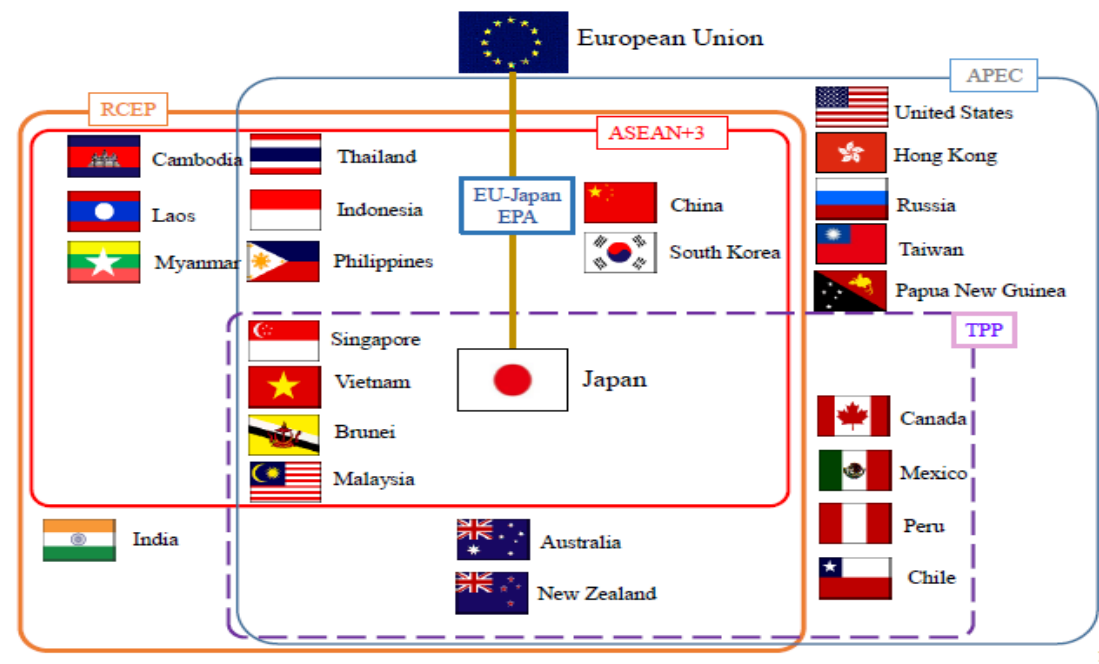 European Union
APEC
RCEP
United States
ASEAN+3
Cambodia
Thailand
Hong Kong
EU-Japan
EPA
China
Russia
Laos
Indonesia
South Korea
Taiwan
Myanmar
Philippines
Papua New Guinea
TPP
Singapore
Japan
Vietnam
Canada
Brunei
Malaysia
Mexico
India
Australia
Peru
New Zealand
Chile